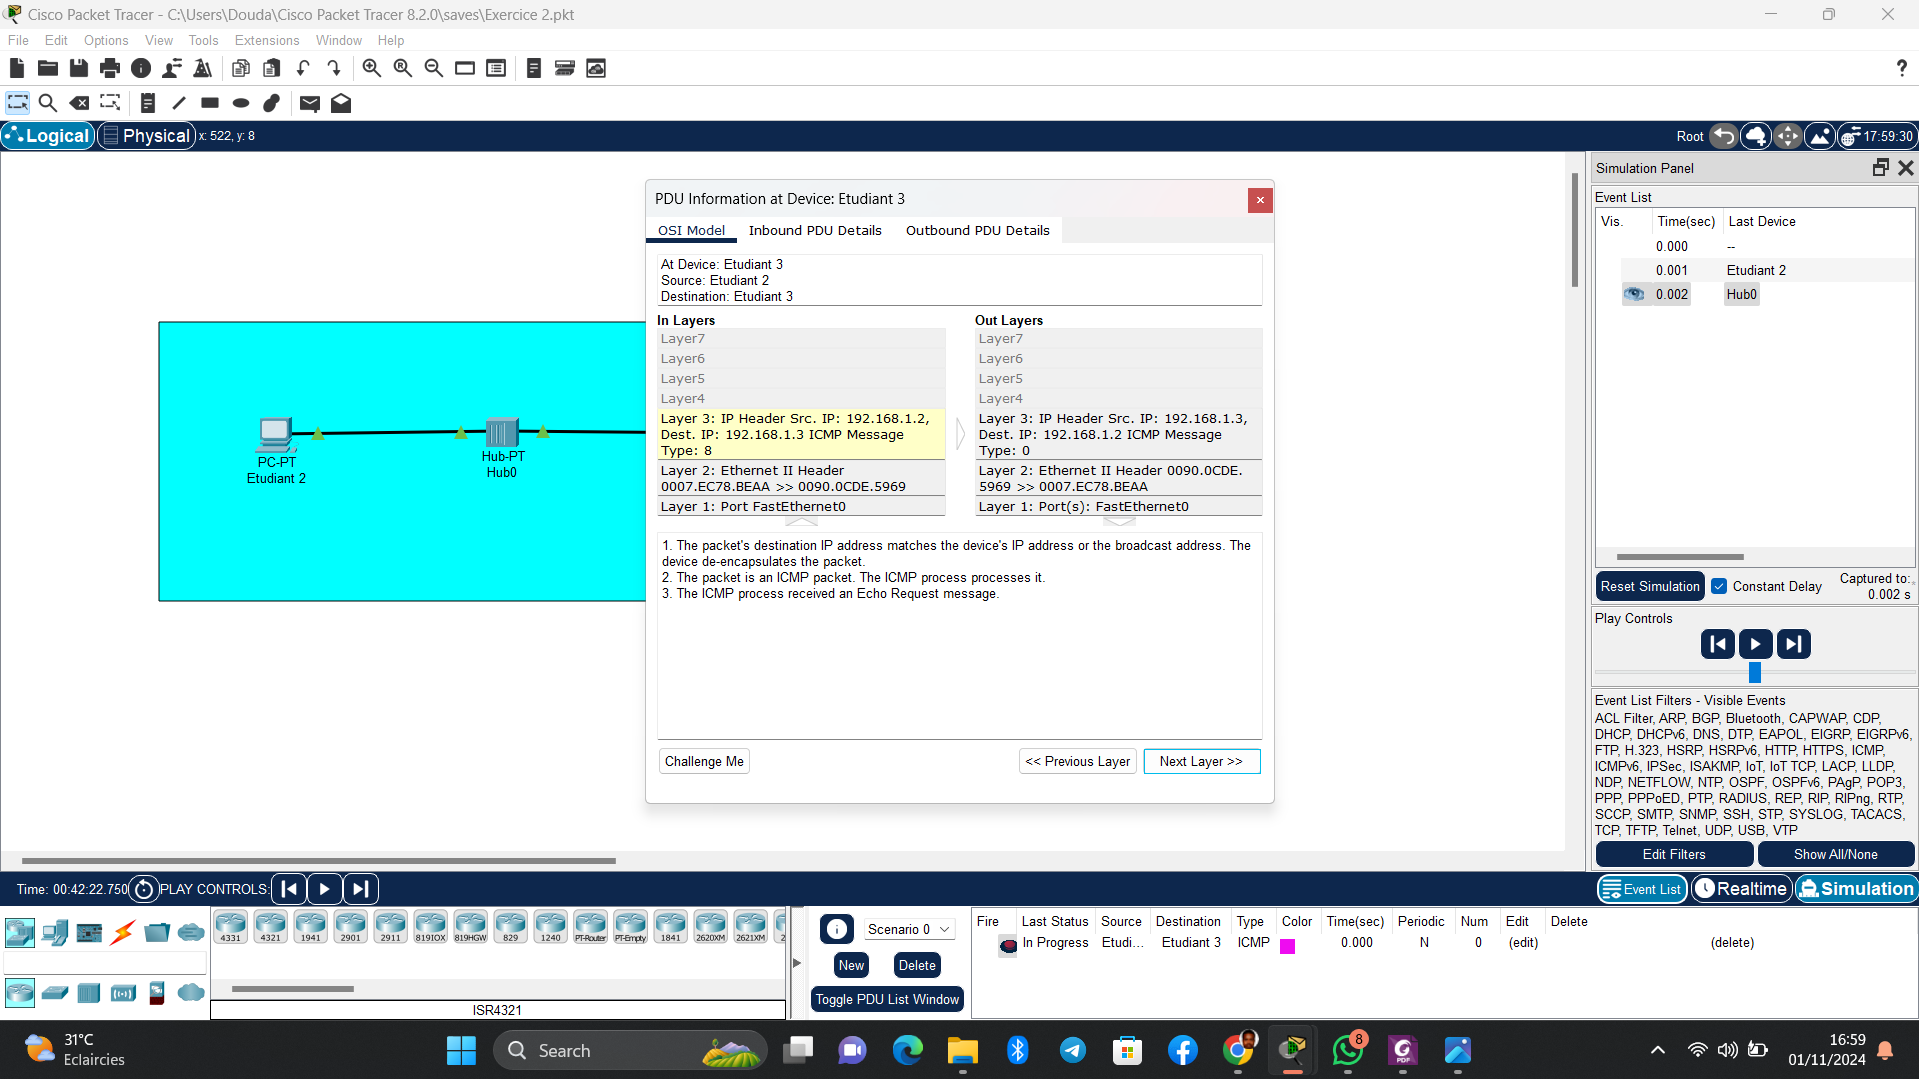 Cisco Packet Tracer - C:\Users\Douda\Cisco Packet Tracer 8.2.0\saves\Exercice 2.pkt
File Edit Options View Tools Extensions Window Help
?
Logical Physical x: 522, y: 8
Root 17:59:30
PC-PT
Etudiant 2
Hub-PT
Hub0
PDU Information at Device: Etudiant 3
OSI Model Inbound PDU Details Outbound PDU Details
At Device: Etudiant 3
Source: Etudiant 2
Destination: Etudiant 3
In Layers
Layer7
Layer6
Layer5
Layer4
Layer 3: IP Header Src. IP: 192.168.1.2,
Dest. IP: 192.168.1.3 ICMP Message
Type: 8
Layer 2: Ethernet II Header
0007.EC78.BEAA >> 0090.0CDE.5969
Layer 1: Port FastEthernet0
Out Layers
Layer7
Layer6
Layer5
Layer4
Layer 3: IP Header Src. IP: 192.168.1.3,
Dest. IP: 192.168.1.2 ICMP Message
Type: 0
Layer 2: Ethernet II Header 0090.0CDE.
5969 >> 0007.EC78.BEAA
Layer 1: Port(s): FastEthernet0
1. The packet's destination IP address matches the device's IP address or the broadcast address. The
device de-encapsulates the packet.
2. The packet is an ICMP packet. The ICMP process processes it.
3. The ICMP process received an Echo Request message.
Challenge Me << Previous Layer Next Layer >>
Simulation Panel
Event List
Vis. Time(sec) Last Device
0.000 --
0.001 Etudiant 2
0.002 Hub0
Reset Simulation Constant Delay Captured to:
0.002 s
Play Controls
Event List Filters - Visible Events
ACL Filter, ARP, BGP, Bluetooth, CAPWAP, CDP,
DHCP, DHCPv6, DNS, DTP, EAPOL, EIGRP, EIGRPv6,
FTP, H.323, HSRP, HSRPv6, HTTP, HTTPS, ICMP,
ICMPv6, IPSec, ISAKMP, IoT, IoT TCP, LACP, LLDP,
NDP, NETFLOW, NTP, OSPF, OSPFv6, PAgP, POP3,
PPP, PPPoED, PTP, RADIUS, REP, RIP, RIPng, RTP,
SCCP, SMTP, SNMP, SSH, STP, SYSLOG, TACACS,
TCP, TFTP, Telnet, UDP, USB, VTP
Edit Filters Show All/None
Time: 00:42:22.750 PLAY CONTROLS:
Event List Realtime Simulation
4331 4321 1941 2901 2911 819IOX 819HGW 829 1240 PT-Router PT-Empty 1841 2620XM 2621XM
ISR4321
Scenario 0
New Delete
Toggle PDU List Window
Fire Last Status Source Destination Type Color Time(sec) Periodic Num Edit Delete
In Progress Etudi... Etudiant 3 ICMP 0.000 N 0 (edit) (delete)
31°C
Eclaircies
Search
8
PDF
16:59
01/11/2024